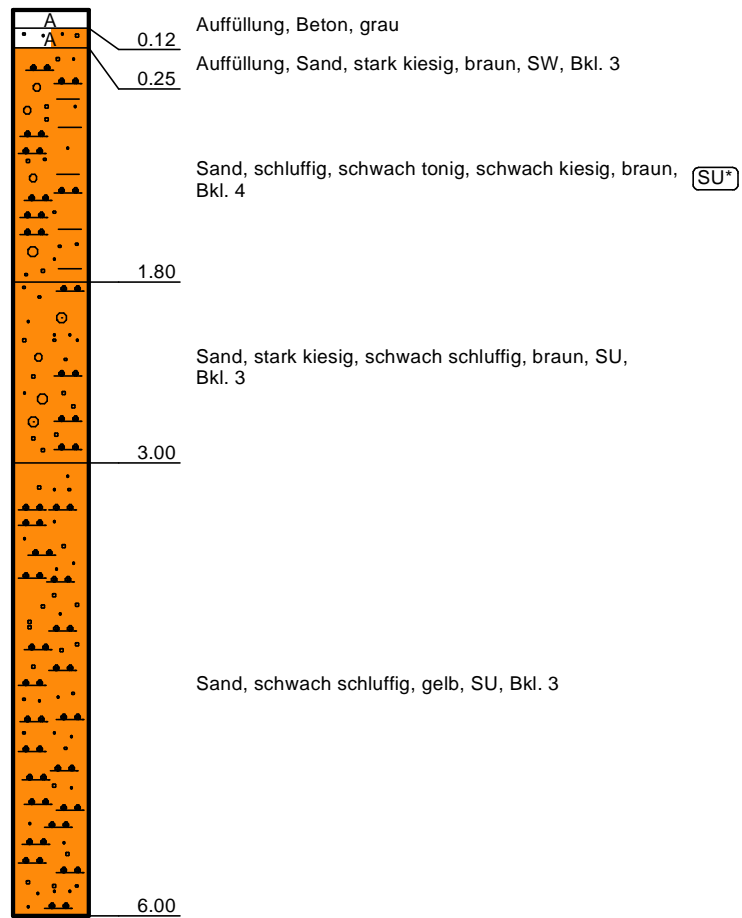 A
Auffüllung, Beton, grau
0.12
A
Auffüllung, Sand, stark kiesig, braun, SW, Bkl. 3
0.25
Sand, schluffig, schwach tonig, schwach kiesig, braun,
Bkl. 4
SU*
1.80
Sand, stark kiesig, schwach schluffig, braun, SU,
Bkl. 3
3.00
Sand, schwach schluffig, gelb, SU, Bkl. 3
6.00